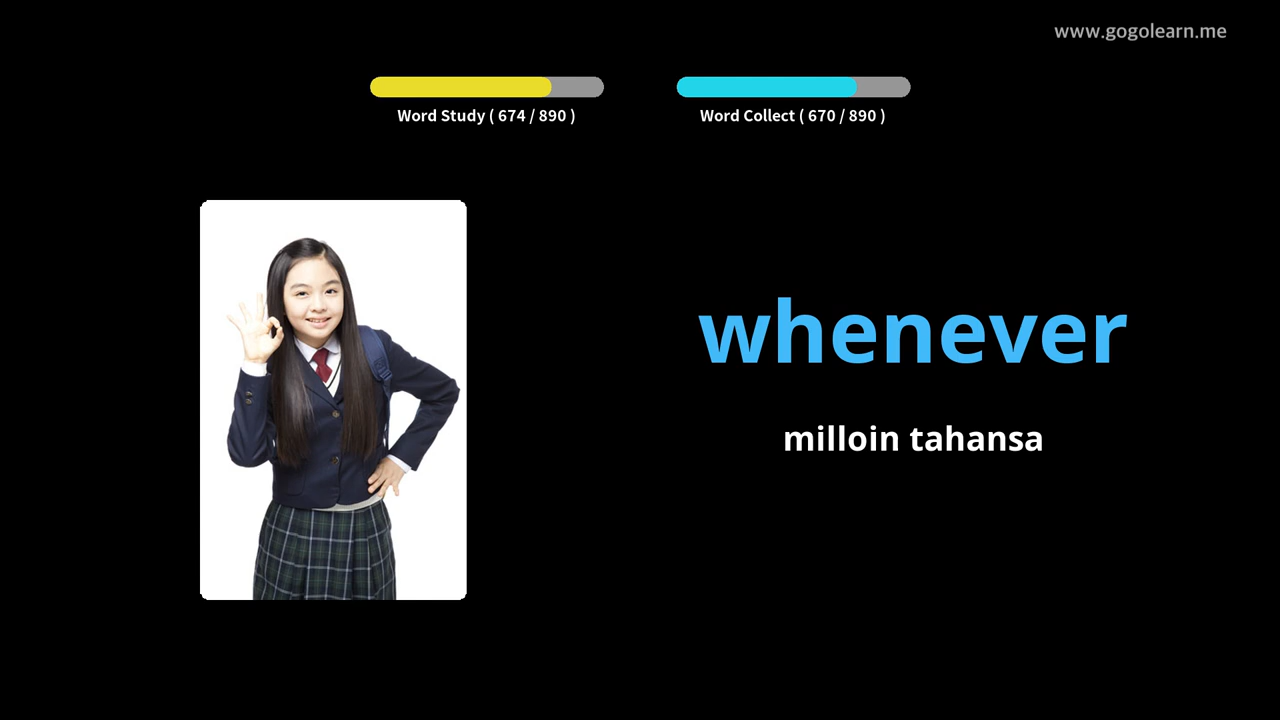 www.gogolearn.me
Word Study ( 674 / 890 )
Word Collect ( 670 / 890 )
whenever
milloin tahansa